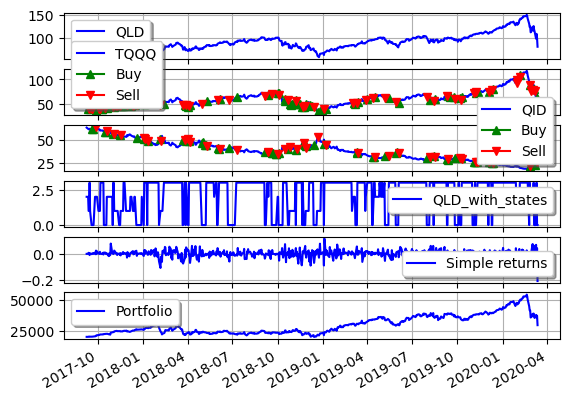 150
100
QLD
TQQQ
Buy
Sell
100
50
QID
Buy
Sell
50
25
2.5
0.0
QLD_with_states
0.0
−0.2
Simple returns
50000
25000
Portfolio
2017-10
2018-01
2018-04
2018-07
2018-10
2019-01
2019-04
2019-07
2019-10
2020-01
2020-04